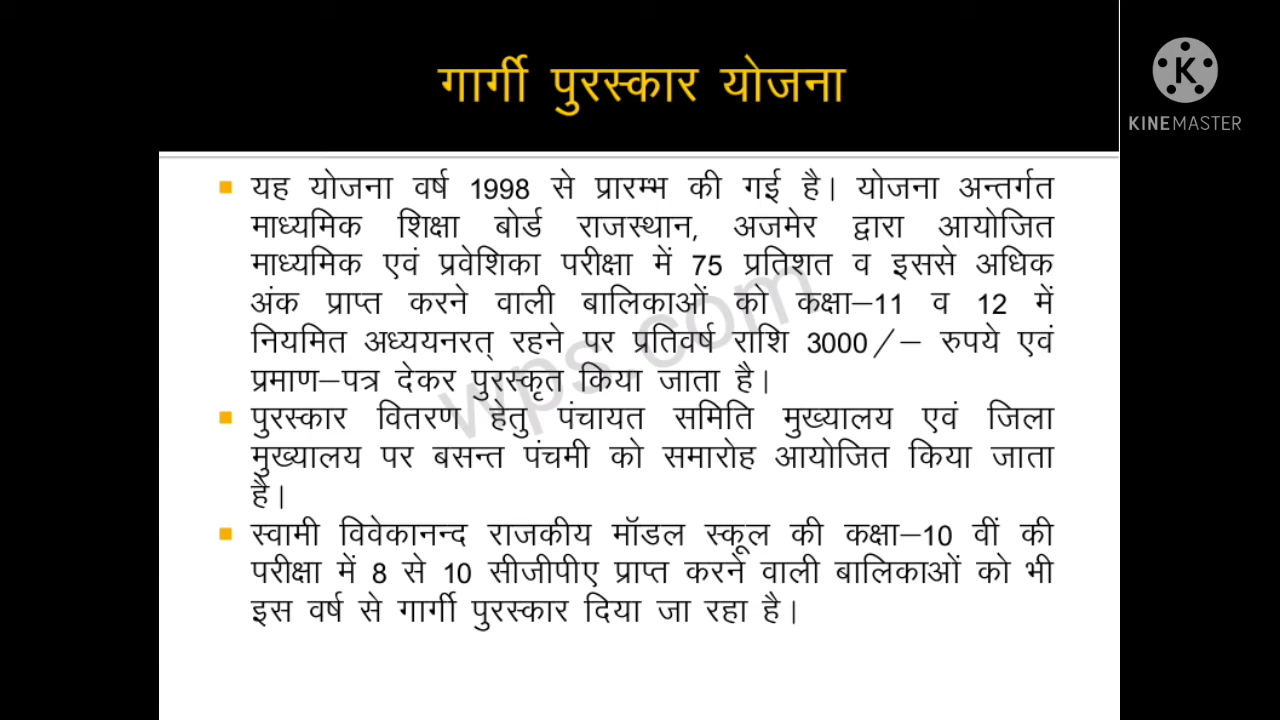 गार्गी पुरस्कार योजना
KINEMASTER
यह योजना वर्ष 1998 से प्रारम्भ की गई है। योजना अन्तर्गत
माध्यमिक शिक्षा बोर्ड राजस्थान, अजमेर द्वारा आयोजित
माध्यमिक एवं प्रवेशिका परीक्षा में 75 प्रतिशत व इससे अधिक
अंक प्राप्त करने वाली बालिकाओं को कक्षा–11 व 12 में
नियमित अध्ययनरत् रहने पर प्रतिवर्ष राशि 3000/– रुपये एवं
प्रमाण–पत्र देकर पुरस्कृत किया जाता है।
पुरस्कार वितरण हेतु पंचायत समिति मुख्यालय एवं जिला
मुख्यालय पर बसन्त पंचमी को समारोह आयोजित किया जाता
है।
स्वामी विवेकानन्द राजकीय मॉडल स्कूल की कक्षा–10 वीं की
परीक्षा में 8 से 10 सीजीपीए प्राप्त करने वाली बालिकाओं को भी
इस वर्ष से गार्गी पुरस्कार दिया जा रहा है।
wps.com